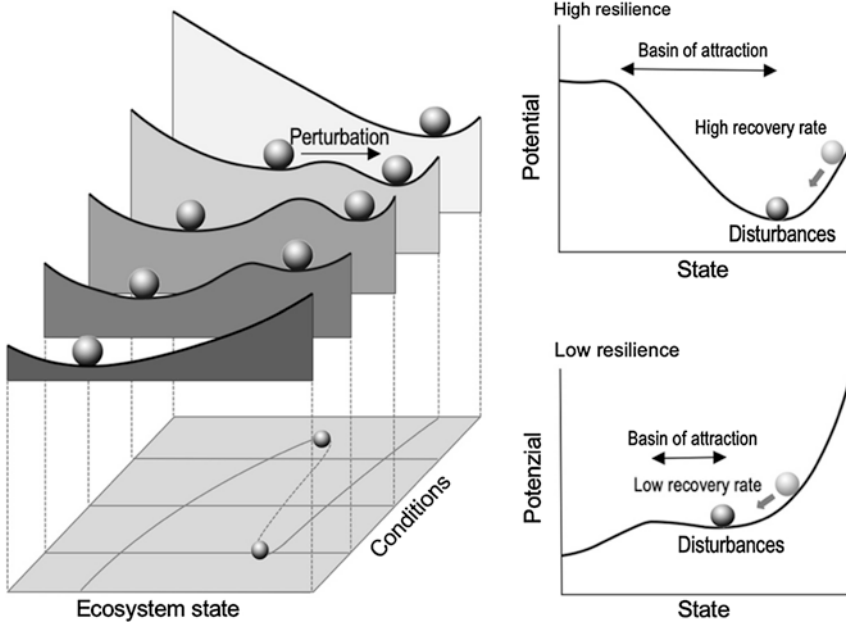 Perturbation
Ecosystem state
Conditions
High resilience
Basin of attraction
High recovery rate
Potential
Disturbances
State
Low resilience
Basin of attraction
Low recovery rate
Potenzial
Disturbances
State